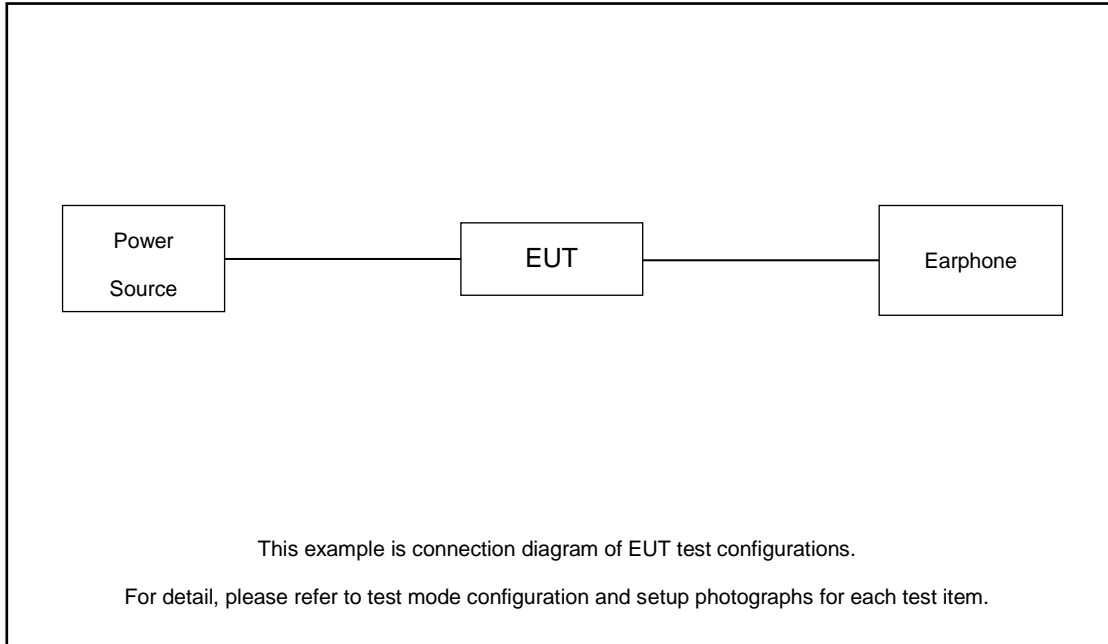 Power
Source
EUT
Earphone
This example is connection diagram of EUT test configurations.
For detail, please refer to test mode configuration and setup photographs for each test item.